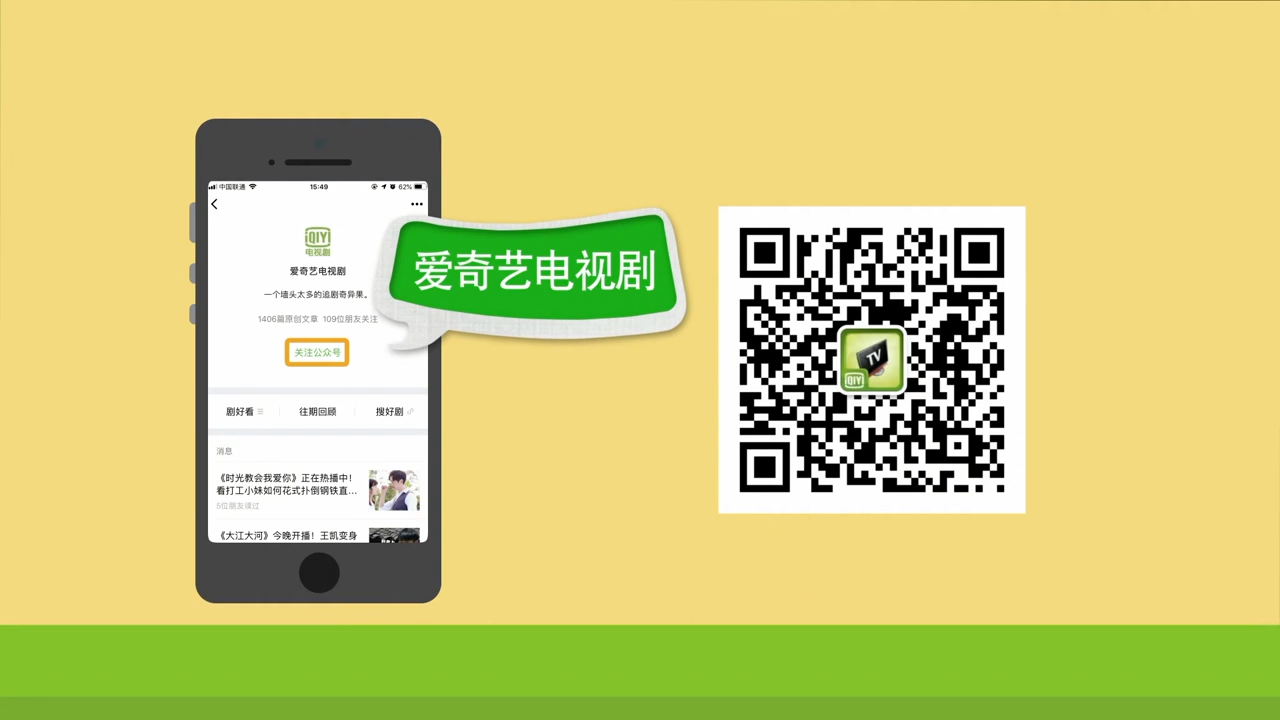 中国联通
15:49
62%
QIY
电视剧
爱奇艺电视剧
一个墙头太多的追剧奇异果。
1406篇原创文章 109位朋友关注
关注公众号
剧好看
往期回顾
搜好剧
消息
《时光教会我爱你》正在热播中！
看打工小妹如何花式扑倒钢铁直...
5位朋友读过
《大江大河》今晚开播！王凯变身
爱奇艺电视剧
TV
QIY